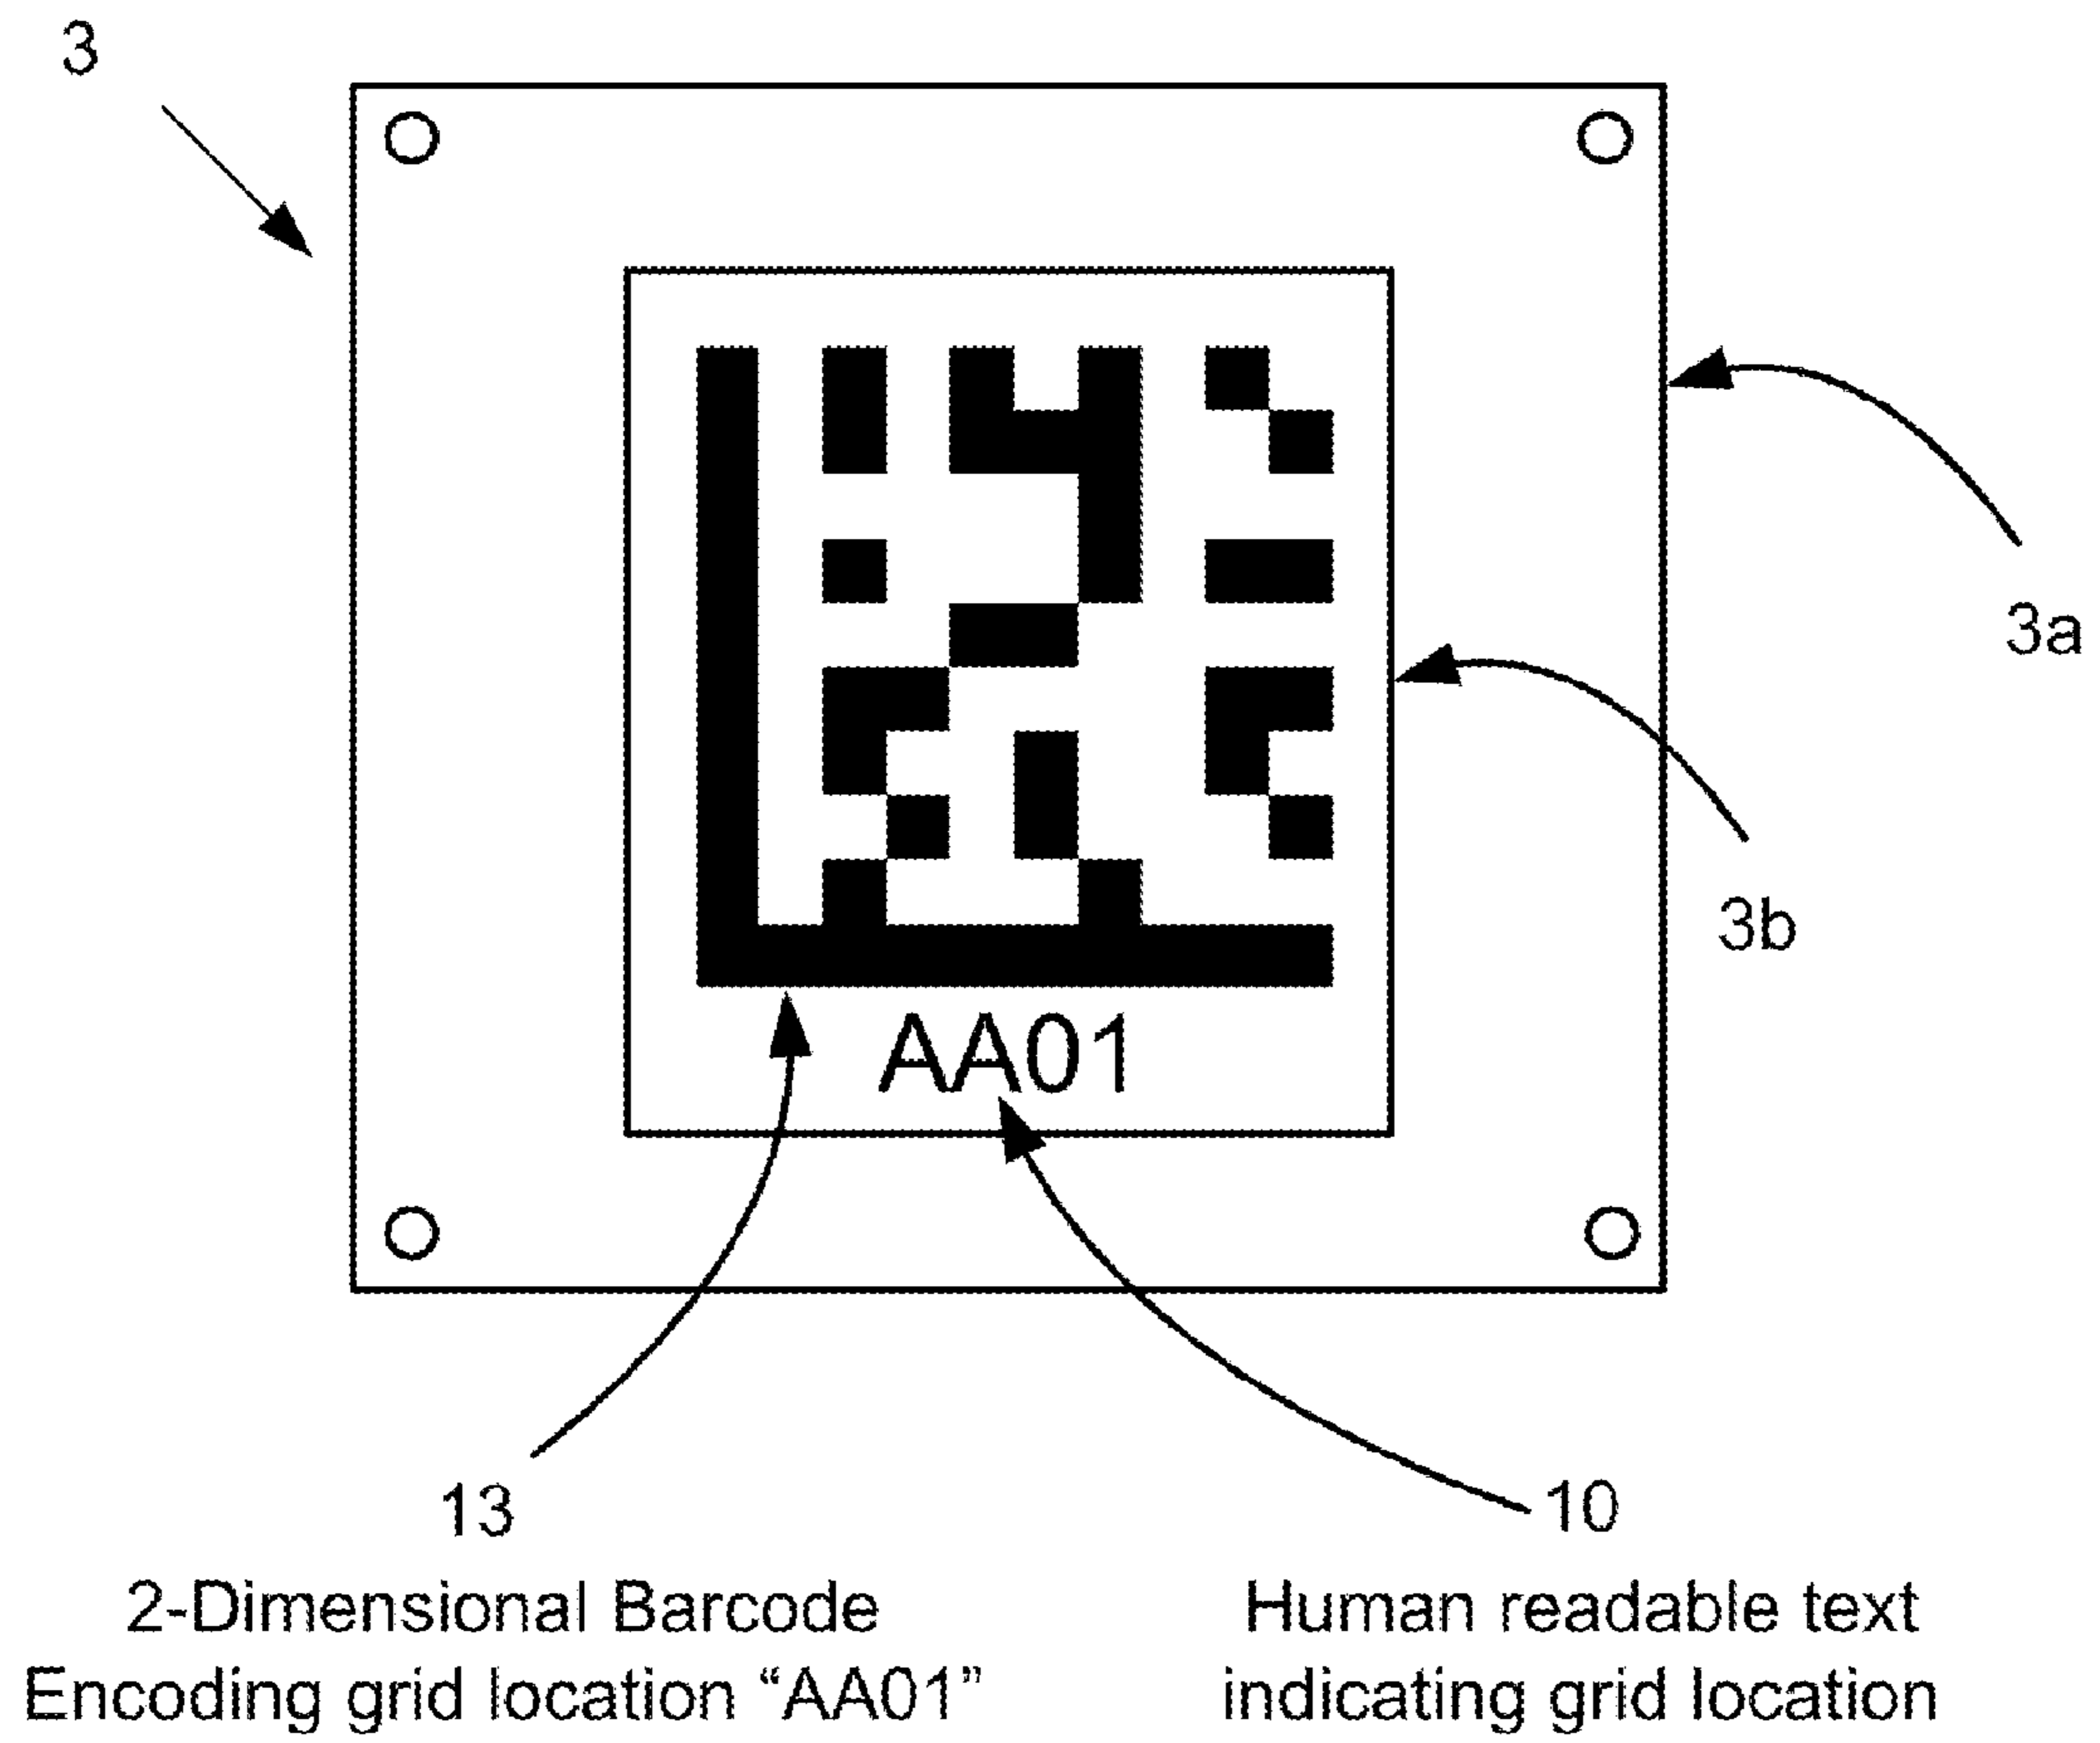 3
3a
3b
AA01
13
2-Dimensional Barcode
Encoding grid location “AA01”
10
Human readable text
indicating grid location